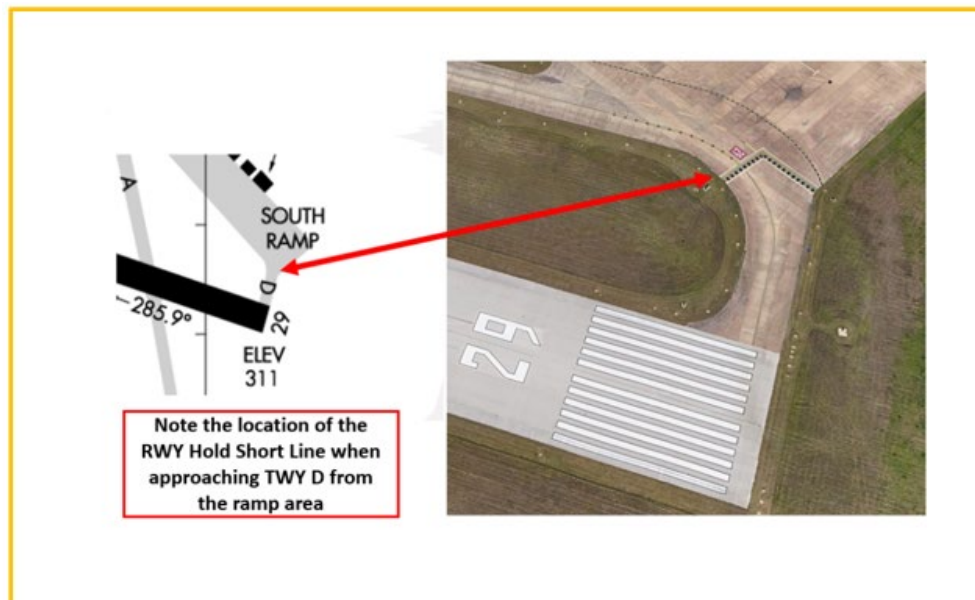 A
SOUTH
RAMP
D
285.9°
29
ELEV
311
Note the location of the
RWY Hold Short Line when
approaching TWY D from
the ramp area
29